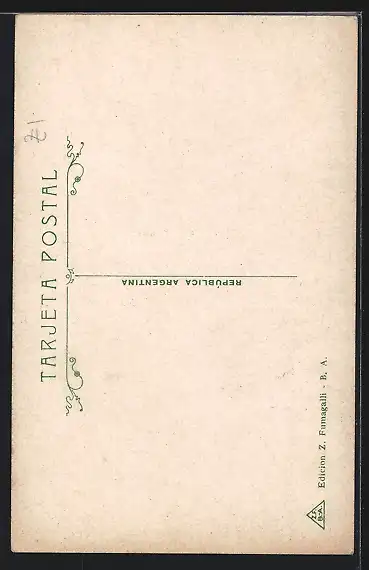 TARJETA POSTAL
REPÚBLICA ARGENTINA
Edicion Z. Fumagalli - B. A.